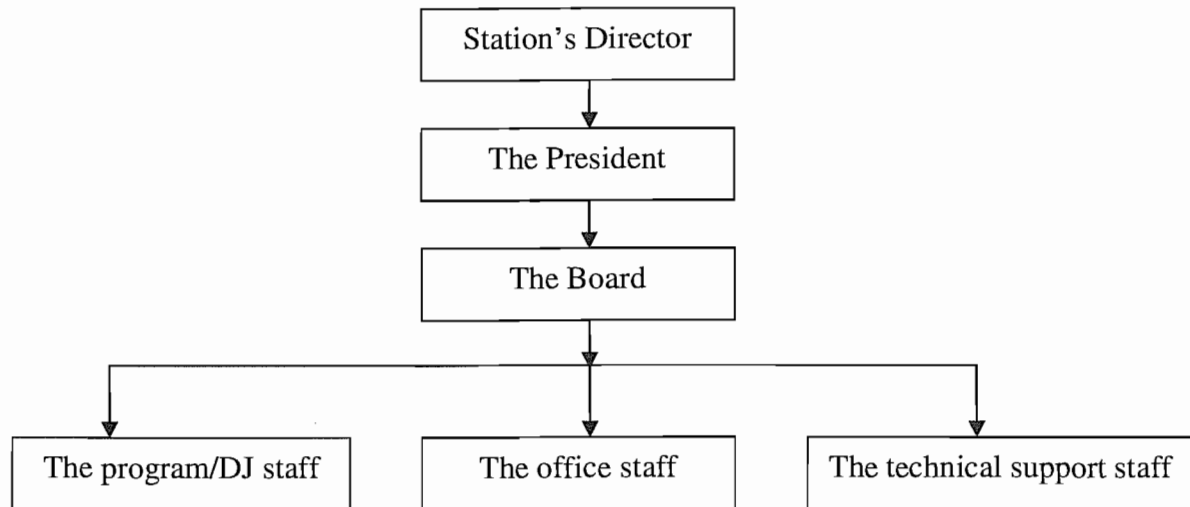 Station's Director
The President
The Board
The program/DJ staff
The office staff
The technical support staff